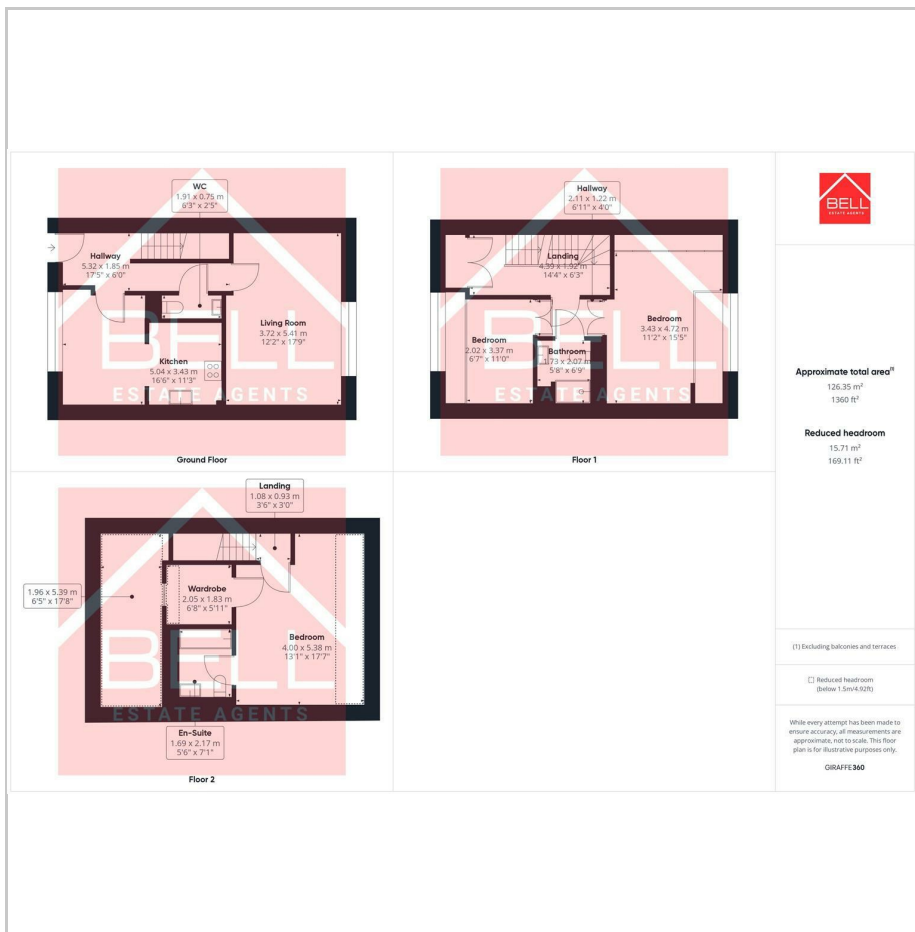 WC
1.91 x 0.75 m
6'3" x 2'5"
Hallway
5.32 x 1.85 m
17'5" x 6'0"
Living Room
3.72 x 5.41 m
12'2" x 17'9"
Kitchen
5.04 x 3.43 m
16'6" x 11'3"
BELL
ESTATE AGENTS
Ground Floor
Hallway
2.11 x 1.22 m
6'11" x 4'0"
Landing
4.39 x 1.92 m
14'4" x 6'3"
Bedroom
3.43 x 4.72 m
11'2" x 15'5"
Bedroom
2.02 x 3.37 m
6'7" x 11'0"
Bathroom
1.73 x 2.07 m
5'8" x 6'9"
BELL
ESTATE AGENTS
Floor 1
Landing
1.08 x 0.93 m
3'6" x 3'0"
1.96 x 5.39 m
6'5" x 17'8"
Wardrobe
2.05 x 1.83 m
6'8" x 5'11"
Bedroom
4.00 x 5.38 m
13'1" x 17'7"
BELL
ESTATE AGENTS
En-Suite
1.69 x 2.17 m
5'6" x 7'1"
Floor 2
BELL
ESTATE AGENTS
Approximate total area(1)
126.35 m²
1360 ft²
Reduced headroom
15.71 m²
169.11 ft²
(1) Excluding balconies and terraces
Reduced headroom
(below 1.5m/4.92ft)
While every attempt has been made to
ensure accuracy, all measurements are
approximate, not to scale. This floor
plan is for illustrative purposes only.
GIRAFFE360